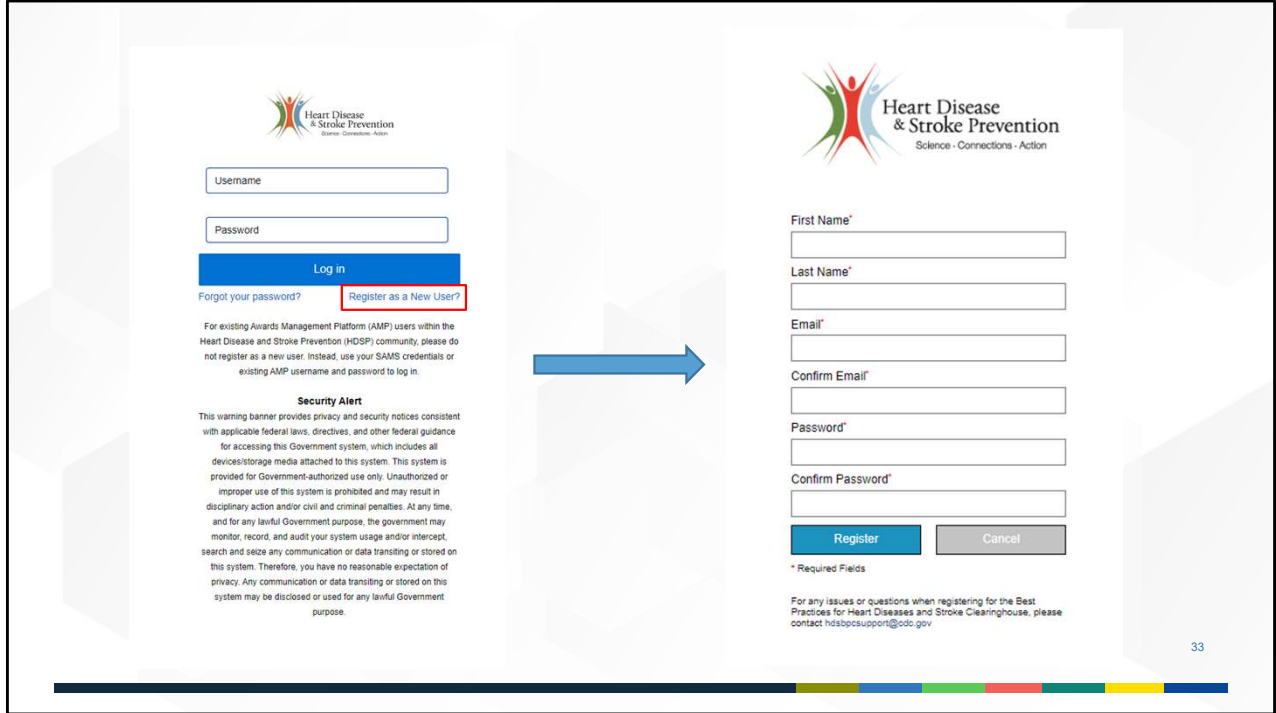 Heart Disease
& Stroke Prevention
Science - Connections - Action
Username
Password
Log in
Forgot your password?
Register as a New User?
For existing Awards Management Platform (AMP) users within the
Heart Disease and Stroke Prevention (HDSP) community, please do
not register as a new user. Instead, use your SAMS credentials or
existing AMP username and password to log in.
Security Alert
This warning banner provides privacy and security notices consistent
with applicable federal laws, directives, and other federal guidance
for accessing this Government system, which includes all
devices/storage media attached to this system. This system is
provided for Government-authorized use only. Unauthorized or
improper use of this system is prohibited and may result in
disciplinary action and/or civil and criminal penalties. At any time,
and for any lawful Government purpose, the government may
monitor, record, and audit your system usage and/or intercept,
search and seize any communication or data transiting or stored on
this system. Therefore, you have no reasonable expectation of
privacy. Any communication or data transiting or stored on this
system may be disclosed or used for any lawful Government
purpose.
Heart Disease
& Stroke Prevention
Science - Connections - Action
First Name*
Last Name*
Email*
Confirm Email*
Password*
Confirm Password*
Register
Cancel
* Required Fields
For any issues or questions when registering for the Best
Practices for Heart Diseases and Stroke Clearinghouse, please
contact hdsbpcsupport@cdc.gov
33